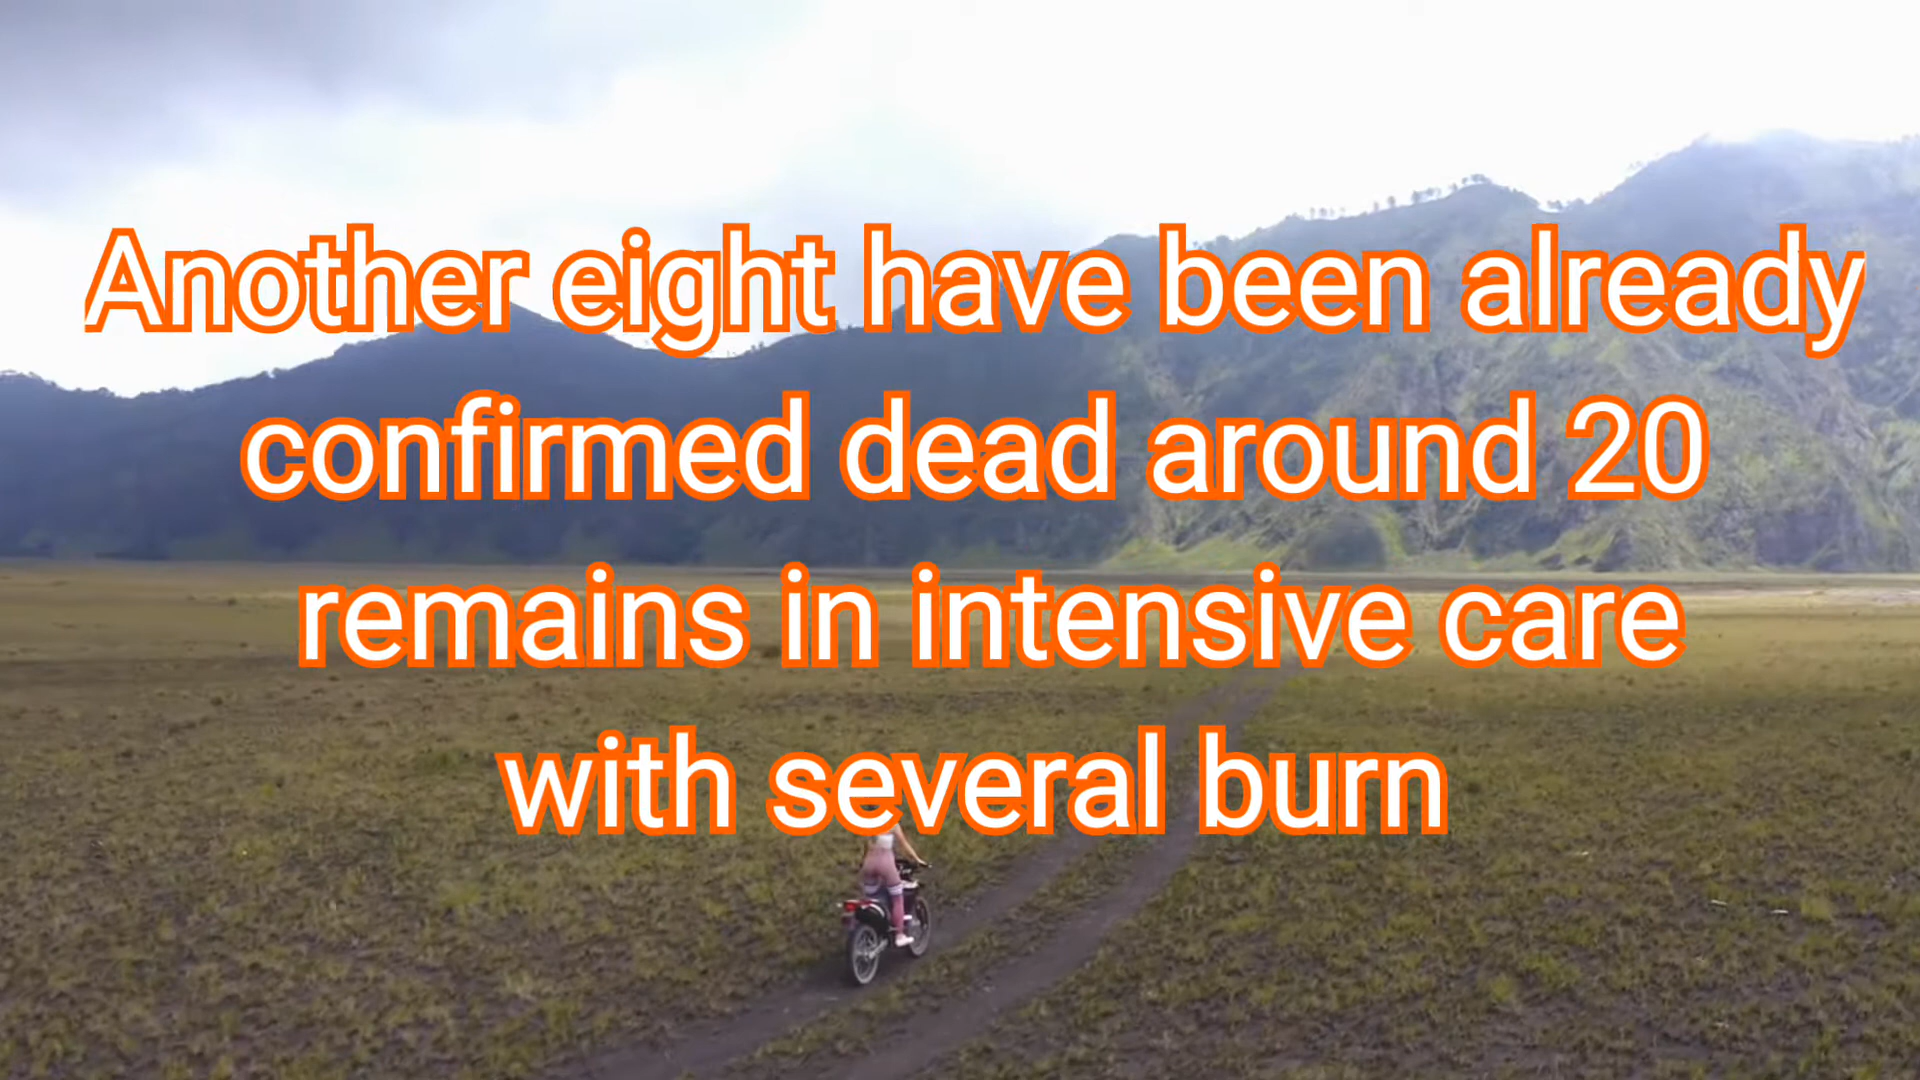 Another eight have been already
confirmed dead around 20
remains in intensive care
with several burn